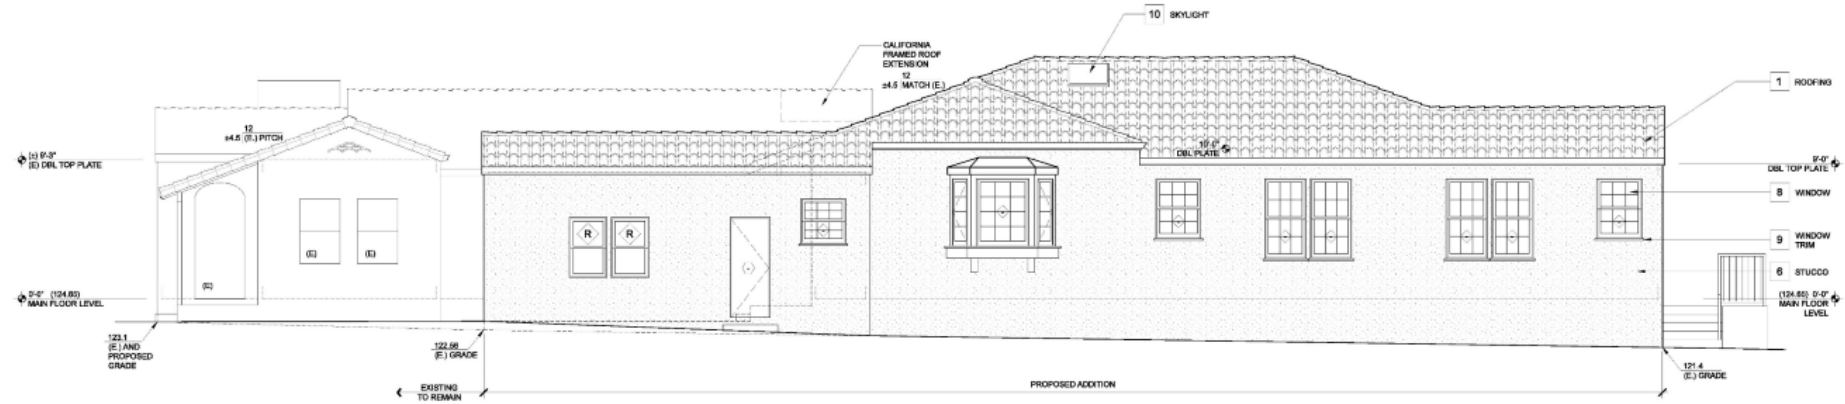 10 SKYLIGHT
CALIFORNIA
FRAMED ROOF
EXTENSION
12
±4.5 MATCH (E.)
1 ROOFING
12
±4.5 (E.) PITCH
(±) 9'-3"
(E) DBL TOP PLATE
10'-0"
DBL PLATE
9'-0"
DBL TOP PLATE
8 WINDOW
R
R
(E)
(E)
9 WINDOW
TRIM
6 STUCCO
(E)
0'-0" (124.65)
MAIN FLOOR LEVEL
(124.65) 0'-0"
MAIN FLOOR
LEVEL
123.1
(E.) AND
PROPOSED
GRADE
122.56
(E.) GRADE
121.4
(E.) GRADE
EXISTING
TO REMAIN
PROPOSED ADDITION